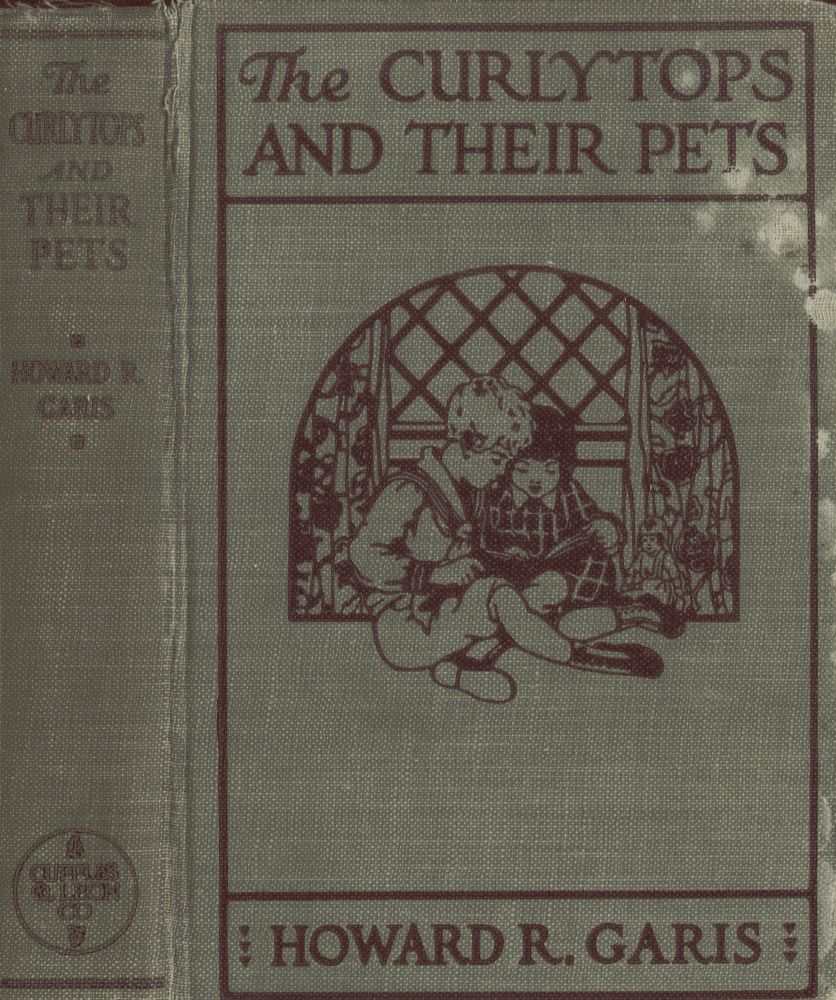 The
CURLYTOPS
AND
THEIR
PETS
HOWARD R.
GARIS
CUPPLES
& LEON
CO
The CURLYTOPS
AND THEIR PETS
HOWARD R. GARIS